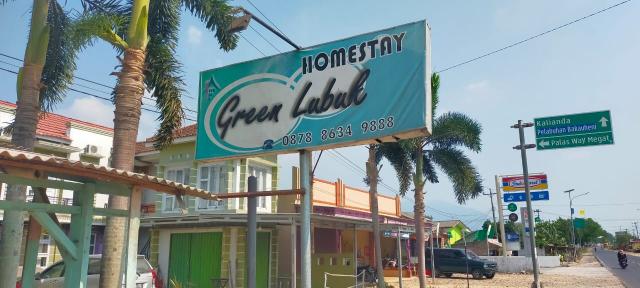 HOMESTAY
Green Lubuk
0878 8634 9888
Kalianda
Pelabuhan Bakauheni
Palas Way Megat